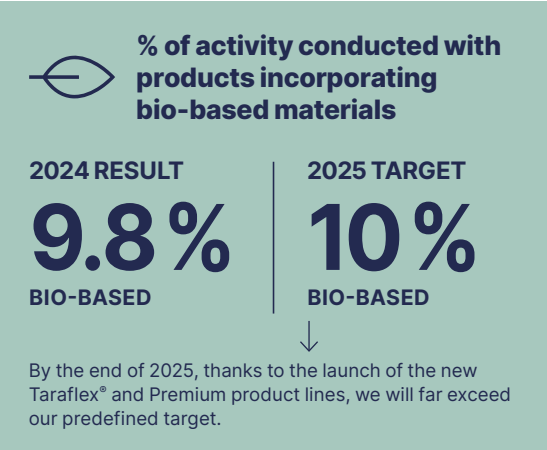 % of activity conducted with
products incorporating
bio-based materials
2024 RESULT
9.8%
BIO-BASED
2025 TARGET
10%
BIO-BASED
By the end of 2025, thanks to the launch of the new
Taraflex® and Premium product lines, we will far exceed
our predefined target.